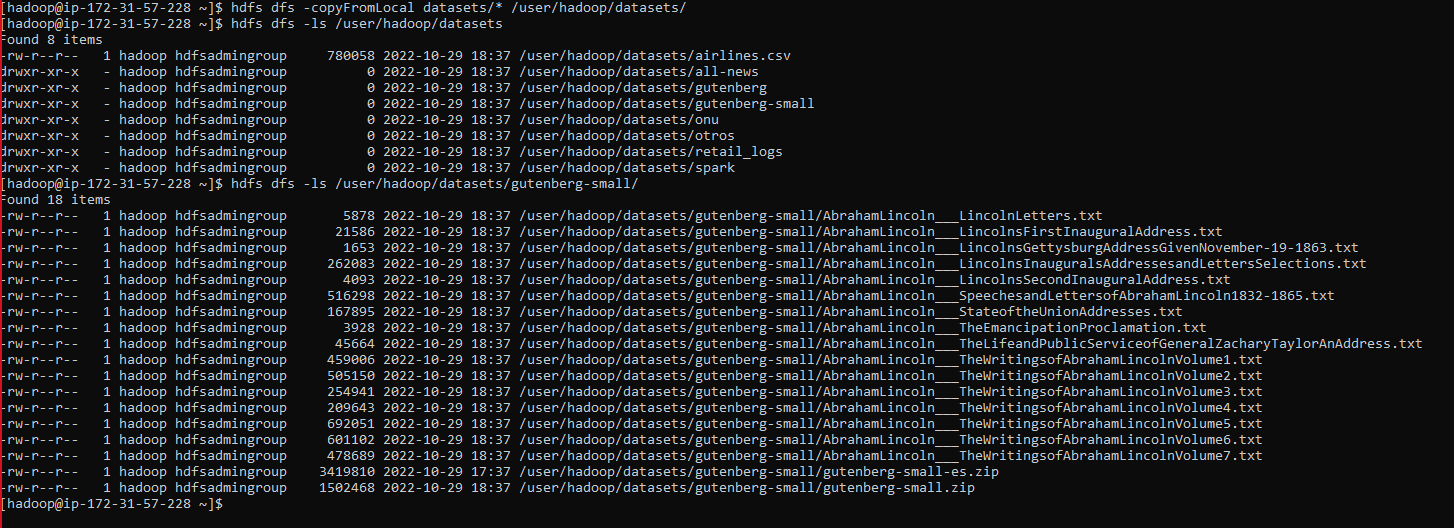 [hadoop@ip-172-31-57-228 ~]$ hdfs dfs -copyFromLocal datasets/* /user/hadoop/datasets/
[hadoop@ip-172-31-57-228 ~]$ hdfs dfs -ls /user/hadoop/datasets
Found 8 items
-rw-r--r--   1 hadoop hdfsadmingroup     780058 2022-10-29 18:37 /user/hadoop/datasets/airlines.csv
drwxr-xr-x   - hadoop hdfsadmingroup          0 2022-10-29 18:37 /user/hadoop/datasets/all-news
drwxr-xr-x   - hadoop hdfsadmingroup          0 2022-10-29 18:37 /user/hadoop/datasets/gutenberg
drwxr-xr-x   - hadoop hdfsadmingroup          0 2022-10-29 18:37 /user/hadoop/datasets/gutenberg-small
drwxr-xr-x   - hadoop hdfsadmingroup          0 2022-10-29 18:37 /user/hadoop/datasets/onu
drwxr-xr-x   - hadoop hdfsadmingroup          0 2022-10-29 18:37 /user/hadoop/datasets/otros
drwxr-xr-x   - hadoop hdfsadmingroup          0 2022-10-29 18:37 /user/hadoop/datasets/retail_logs
drwxr-xr-x   - hadoop hdfsadmingroup          0 2022-10-29 18:37 /user/hadoop/datasets/spark
[hadoop@ip-172-31-57-228 ~]$ hdfs dfs -ls /user/hadoop/datasets/gutenberg-small/
Found 18 items
-rw-r--r--   1 hadoop hdfsadmingroup       5878 2022-10-29 18:37 /user/hadoop/datasets/gutenberg-small/AbrahamLincoln___LincolnLetters.txt
-rw-r--r--   1 hadoop hdfsadmingroup      21586 2022-10-29 18:37 /user/hadoop/datasets/gutenberg-small/AbrahamLincoln___LincolnsFirstInauguralAddress.txt
-rw-r--r--   1 hadoop hdfsadmingroup       1653 2022-10-29 18:37 /user/hadoop/datasets/gutenberg-small/AbrahamLincoln___LincolnsGettysburgAddressGivenNovember-19-1863.txt
-rw-r--r--   1 hadoop hdfsadmingroup     262083 2022-10-29 18:37 /user/hadoop/datasets/gutenberg-small/AbrahamLincoln___LincolnsInauguralsAddressesandLettersSelections.txt
-rw-r--r--   1 hadoop hdfsadmingroup       4093 2022-10-29 18:37 /user/hadoop/datasets/gutenberg-small/AbrahamLincoln___LincolnsSecondInauguralAddress.txt
-rw-r--r--   1 hadoop hdfsadmingroup     516298 2022-10-29 18:37 /user/hadoop/datasets/gutenberg-small/AbrahamLincoln___SpeechesandLettersofAbrahamLincoln1832-1865.txt
-rw-r--r--   1 hadoop hdfsadmingroup     167895 2022-10-29 18:37 /user/hadoop/datasets/gutenberg-small/AbrahamLincoln___StateoftheUnionAddresses.txt
-rw-r--r--   1 hadoop hdfsadmingroup       3928 2022-10-29 18:37 /user/hadoop/datasets/gutenberg-small/AbrahamLincoln___TheEmancipationProclamation.txt
-rw-r--r--   1 hadoop hdfsadmingroup      45664 2022-10-29 18:37 /user/hadoop/datasets/gutenberg-small/AbrahamLincoln___TheLifeandPublicServiceofGeneralZacharyTaylorAnAddress.txt
-rw-r--r--   1 hadoop hdfsadmingroup     459006 2022-10-29 18:37 /user/hadoop/datasets/gutenberg-small/AbrahamLincoln___TheWritingsofAbrahamLincolnVolume1.txt
-rw-r--r--   1 hadoop hdfsadmingroup     505150 2022-10-29 18:37 /user/hadoop/datasets/gutenberg-small/AbrahamLincoln___TheWritingsofAbrahamLincolnVolume2.txt
-rw-r--r--   1 hadoop hdfsadmingroup     254941 2022-10-29 18:37 /user/hadoop/datasets/gutenberg-small/AbrahamLincoln___TheWritingsofAbrahamLincolnVolume3.txt
-rw-r--r--   1 hadoop hdfsadmingroup     209643 2022-10-29 18:37 /user/hadoop/datasets/gutenberg-small/AbrahamLincoln___TheWritingsofAbrahamLincolnVolume4.txt
-rw-r--r--   1 hadoop hdfsadmingroup     692051 2022-10-29 18:37 /user/hadoop/datasets/gutenberg-small/AbrahamLincoln___TheWritingsofAbrahamLincolnVolume5.txt
-rw-r--r--   1 hadoop hdfsadmingroup     601102 2022-10-29 18:37 /user/hadoop/datasets/gutenberg-small/AbrahamLincoln___TheWritingsofAbrahamLincolnVolume6.txt
-rw-r--r--   1 hadoop hdfsadmingroup     478689 2022-10-29 18:37 /user/hadoop/datasets/gutenberg-small/AbrahamLincoln___TheWritingsofAbrahamLincolnVolume7.txt
-rw-r--r--   1 hadoop hdfsadmingroup    3419810 2022-10-29 17:37 /user/hadoop/datasets/gutenberg-small/gutenberg-small-es.zip
-rw-r--r--   1 hadoop hdfsadmingroup    1502468 2022-10-29 18:37 /user/hadoop/datasets/gutenberg-small/gutenberg-small.zip
[hadoop@ip-172-31-57-228 ~]$